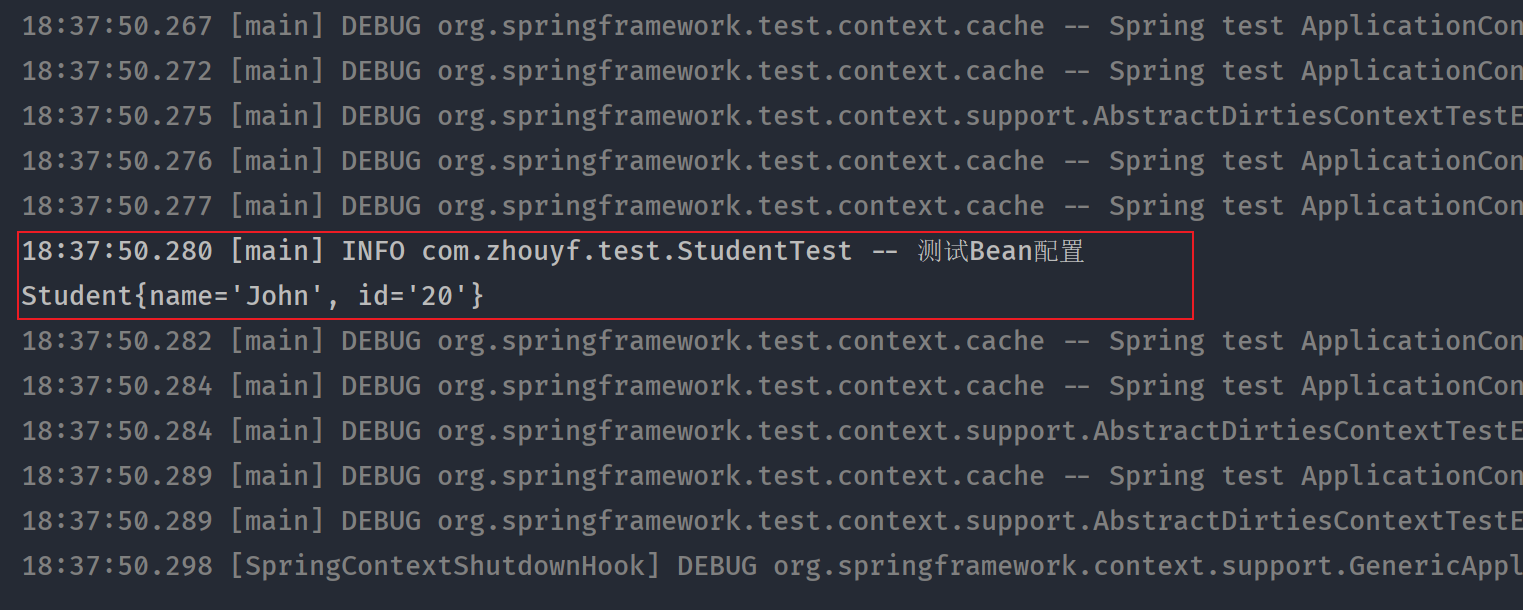 18:37:50.267 [main] DEBUG org.springframework.test.context.cache -- Spring test ApplicationCon
18:37:50.272 [main] DEBUG org.springframework.test.context.cache -- Spring test ApplicationCon
18:37:50.275 [main] DEBUG org.springframework.test.context.support.AbstractDirtiesContextTestE
18:37:50.276 [main] DEBUG org.springframework.test.context.cache -- Spring test ApplicationCon
18:37:50.277 [main] DEBUG org.springframework.test.context.cache -- Spring test ApplicationCon
18:37:50.280 [main] INFO com.zhouyf.test.StudentTest -- 测试Bean配置
Student{name='John', id='20'}
18:37:50.282 [main] DEBUG org.springframework.test.context.cache -- Spring test ApplicationCon
18:37:50.284 [main] DEBUG org.springframework.test.context.cache -- Spring test ApplicationCon
18:37:50.284 [main] DEBUG org.springframework.test.context.support.AbstractDirtiesContextTestE
18:37:50.289 [main] DEBUG org.springframework.test.context.cache -- Spring test ApplicationCon
18:37:50.289 [main] DEBUG org.springframework.test.context.support.AbstractDirtiesContextTestE
18:37:50.298 [SpringContextShutdownHook] DEBUG org.springframework.context.support.GenericAppl